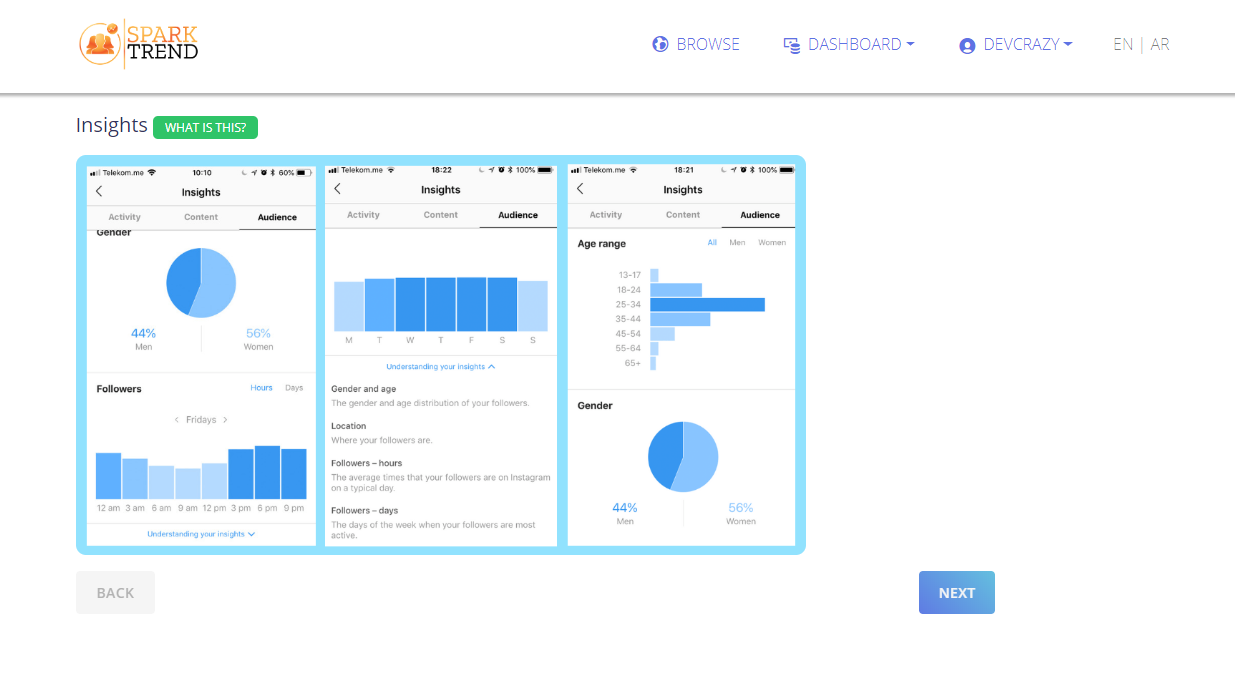 SPARK
TREND
BROWSE
DASHBOARD
DEVCRAZY
EN | AR
Insights WHAT IS THIS?
Telekom.me 10:10 60%
Insights
Activity Content Audience
Gender
44% 56%
Men Women
Followers Hours Days
< Fridays >
12 am 3 am 6 am 9 am 12 pm 3 pm 6 pm 9 pm
Understanding your insights
Telekom.me 18:22 100%
Insights
Activity Content Audience
M T W T F S S
Understanding your insights
Gender and age
The gender and age distribution of your followers.
Location
Where your followers are.
Followers – hours
The average times that your followers are on Instagram
on a typical day.
Followers – days
The days of the week when your followers are most
active.
Telekom.me 18:21 100%
Insights
Activity Content Audience
Age range All Men Women
13-17
18-24
25-34
35-44
45-54
55-64
65+
Gender
44% 56%
Men Women
BACK
NEXT